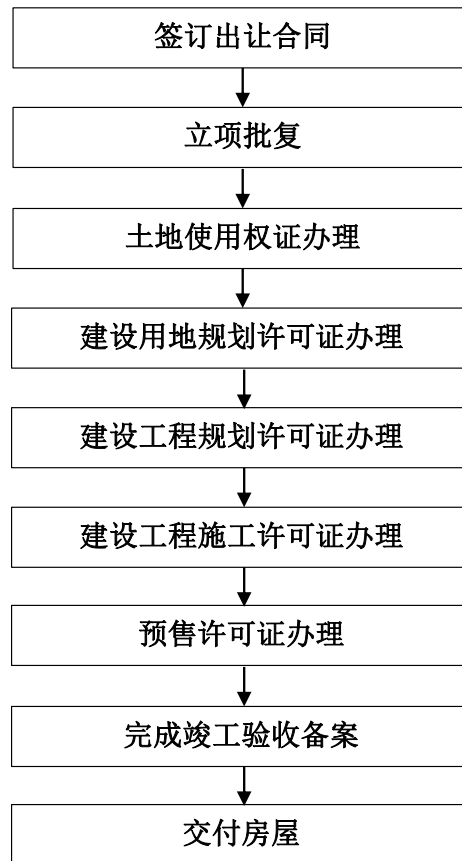 签订出让合同
立项批复
土地使用权证办理
建设用地规划许可证办理
建设工程规划许可证办理
建设工程施工许可证办理
预售许可证办理
完成竣工验收备案
交付房屋